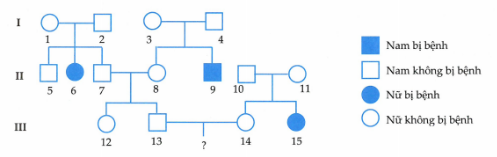 I
1
2
3
4
II
5
6
7
8
9
10
11
III
12
13
?
14
15
Nam bị bệnh
Nam không bị bệnh
Nữ bị bệnh
Nữ không bị bệnh